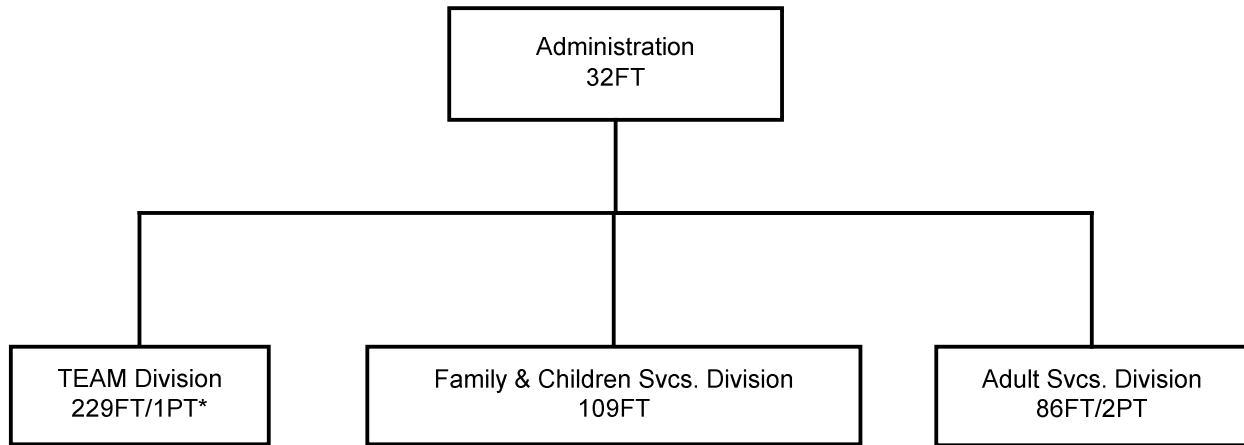 Administration
32FT
TEAM Division
229FT/1PT*
Family & Children Svcs. Division
109FT
Adult Svcs. Division
86FT/2PT